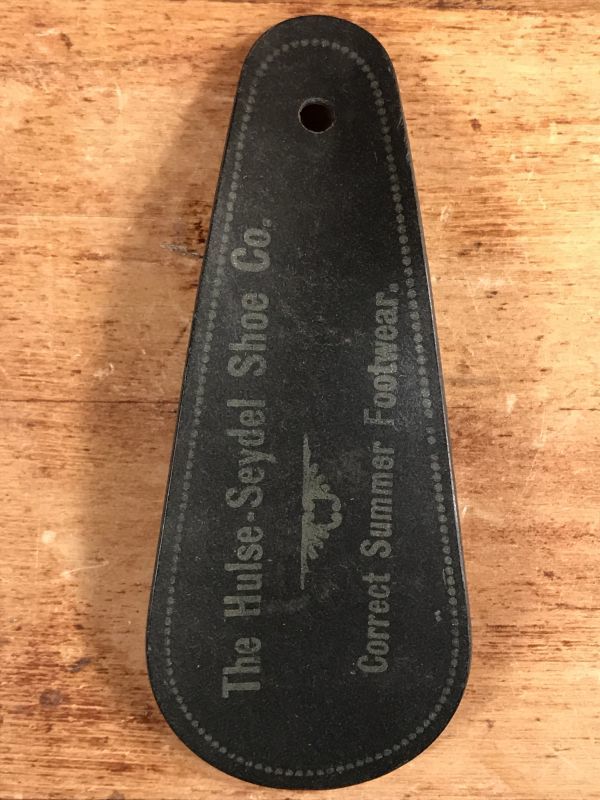 The Hulse-Seydel Shoe Co.
Correct Summer Footwear.